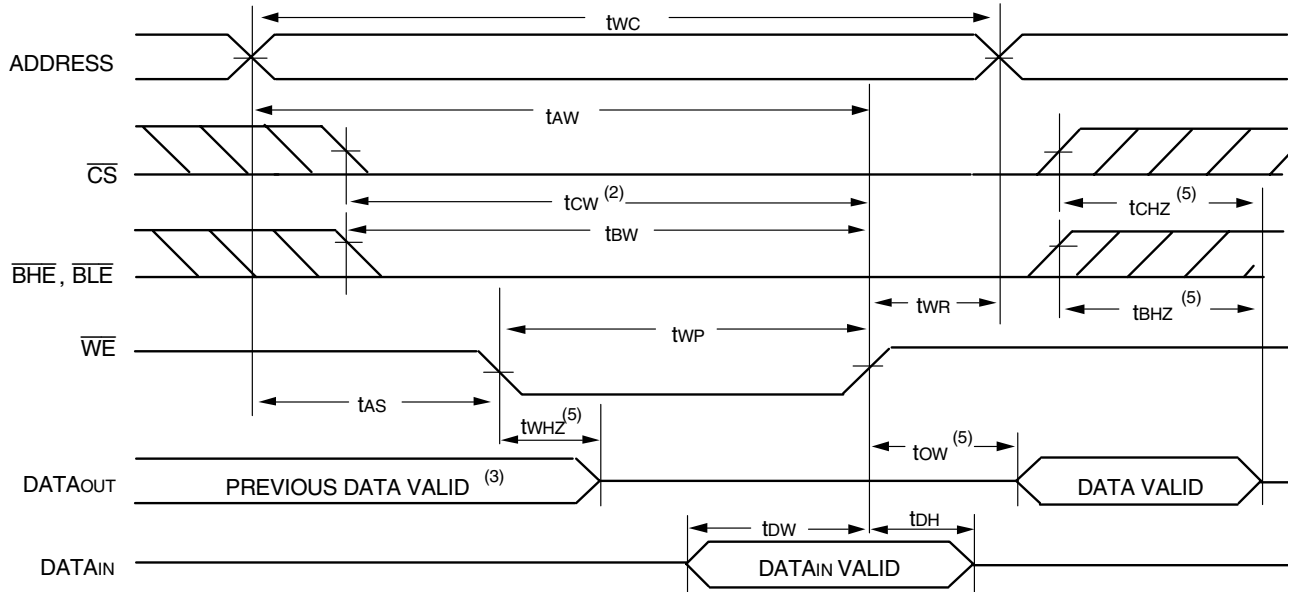 tWC
ADDRESS
tAW
CS
tCW (2)
tCHZ (5)
tBW
BHE, BLE
tWR
tBHZ (5)
tWP
WE
tAS
tWHZ(5)
tOW (5)
DATAOUT
PREVIOUS DATA VALID (3)
DATA VALID
tDW
tDH
DATAIN
DATAIN VALID